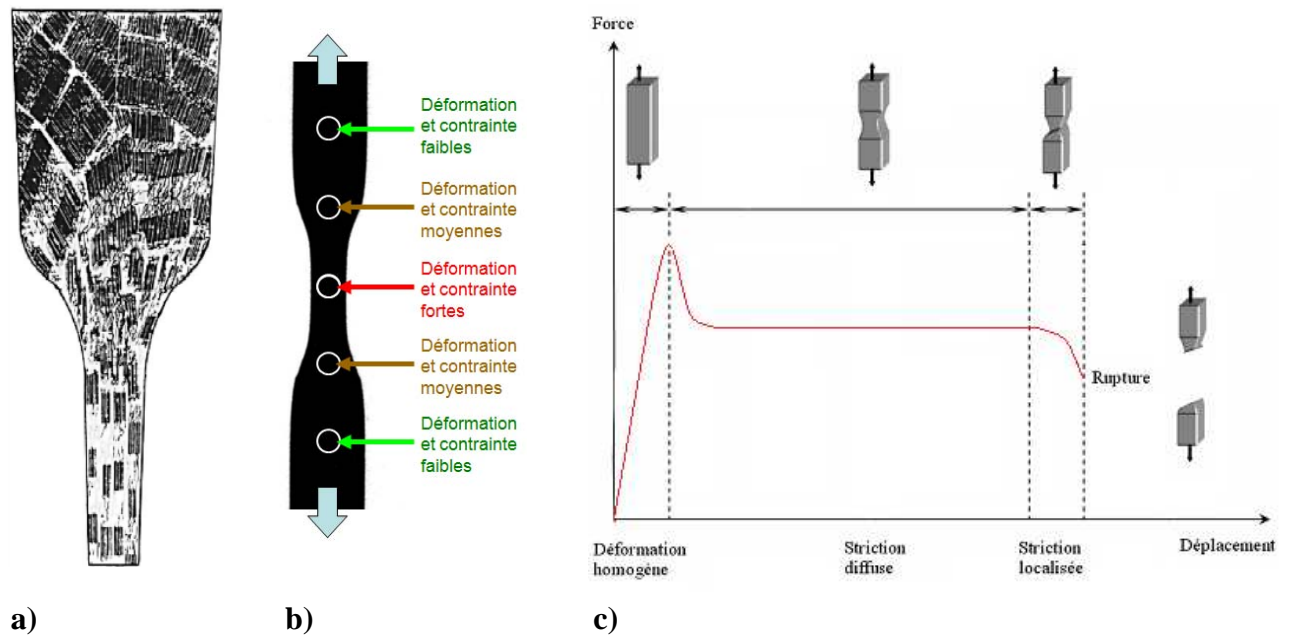 Déformation
et contrainte
faibles
Déformation
et contrainte
moyennes
Déformation
et contrainte
fortes
Déformation
et contrainte
moyennes
Déformation
et contrainte
faibles
Force
Rupture
Déformation
homogène
Striction
diffuse
Striction
localisée
Déplacement
a)
b)
c)